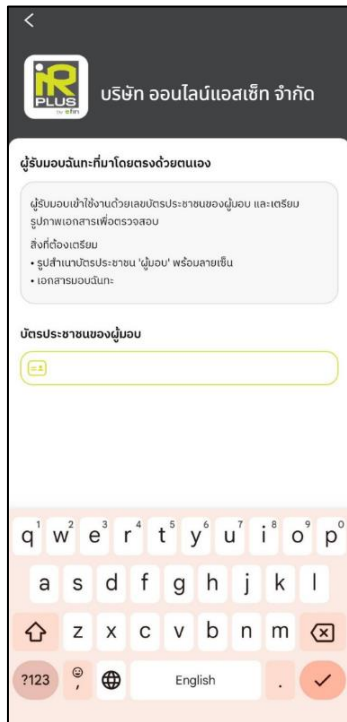 iR
PLUS
by efin
บริษัท ออนไลน์แอสเซ็ท จำกัด
ผู้รับมอบฉันทะที่มาโดยตรงด้วยตนเอง
ผู้รับมอบเข้าใช้งานด้วยเลขบัตรประชาชนของผู้มอบ และเตรียม
รูปภาพเอกสารเพื่อตรวจสอบ
สิ่งที่ต้องเตรียม
• รูปสำเนาบัตรประชาชน 'ผู้มอบ' พร้อมลายเซ็น
• เอกสารมอบฉันทะ
บัตรประชาชนของผู้มอบ
q1 w2 e3 r4 t5 y6 u7 i8 o9 p0
a s d f g h j k l
z x c v b n m
?123 , English .